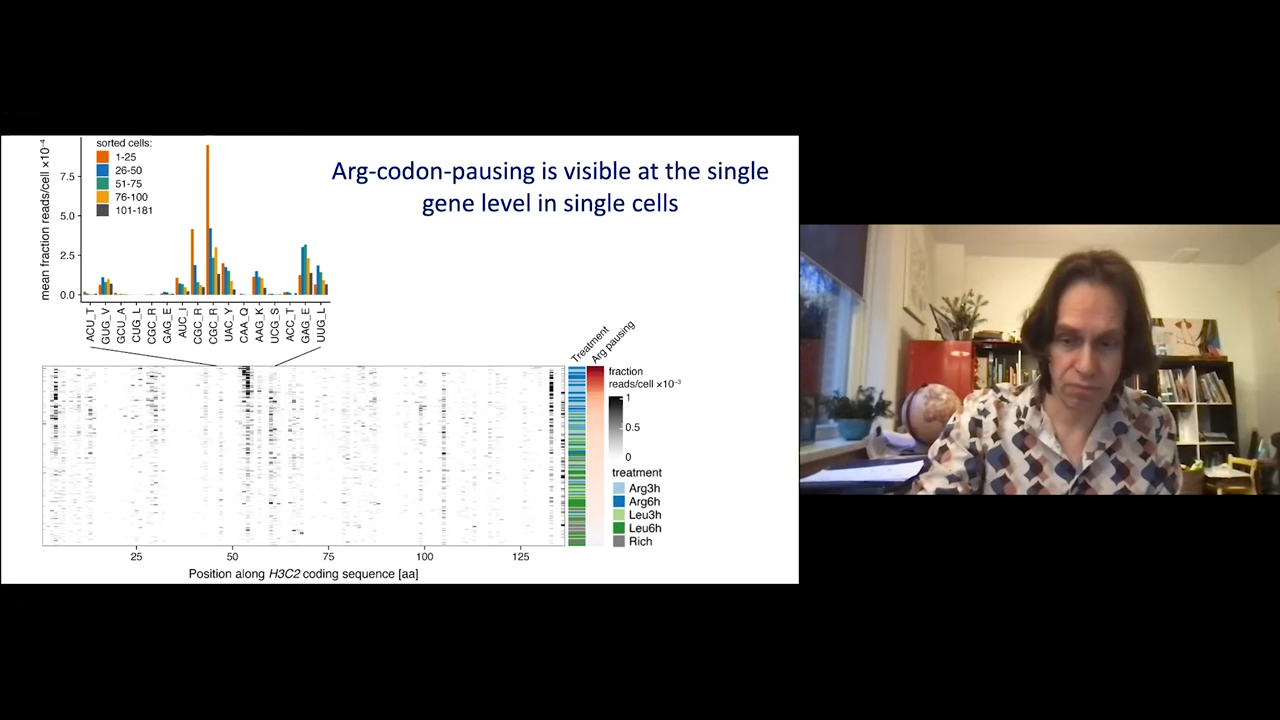 Arg-codon-pausing is visible at the single
gene level in single cells
mean fraction reads/cell ×10⁻⁴
sorted cells:
1-25
26-50
51-75
76-100
101-181
7.5
5.0
2.5
0.0
ACU_T
GUG_V
GCU_A
CUG_L
CGC_R
GAG_E
AUC_I
CGC_R
CGC_R
UAC_Y
CAA_Q
AAG_K
UCG_S
ACC_T
GAG_E
UUG_L
Treatment
Arg pausing
fraction
reads/cell ×10⁻³
1
0.5
0
treatment
Arg3h
Arg6h
Leu3h
Leu6h
Rich
25
50
75
100
125
Position along H3C2 coding sequence [aa]